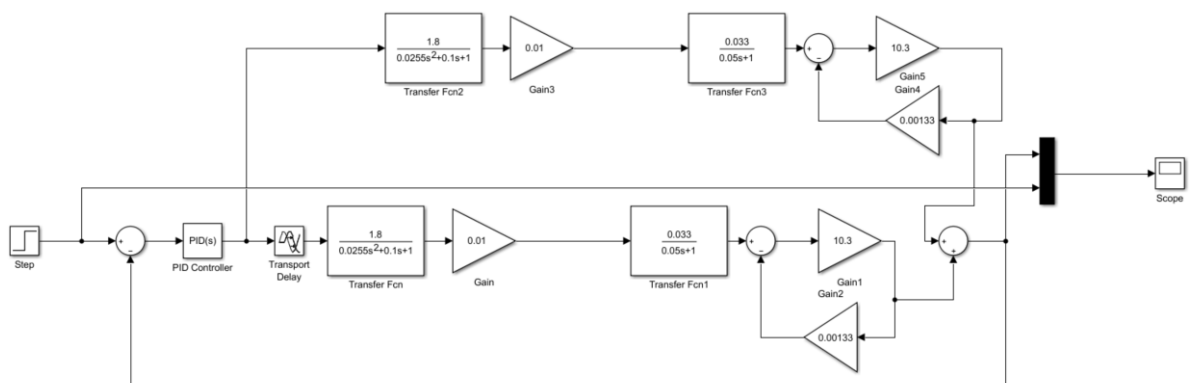 1.8
0.0255s²+0.1s+1
Transfer Fcn2
0.01
Gain3
0.033
0.05s+1
Transfer Fcn3
+
−
10.3
Gain5
Gain4
0.00133
Scope
Step
+
−
PID(s)
PID Controller
Transport
Delay
1.8
0.0255s²+0.1s+1
Transfer Fcn
0.01
Gain
0.033
0.05s+1
Transfer Fcn1
+
−
10.3
Gain1
Gain2
0.00133
+
+